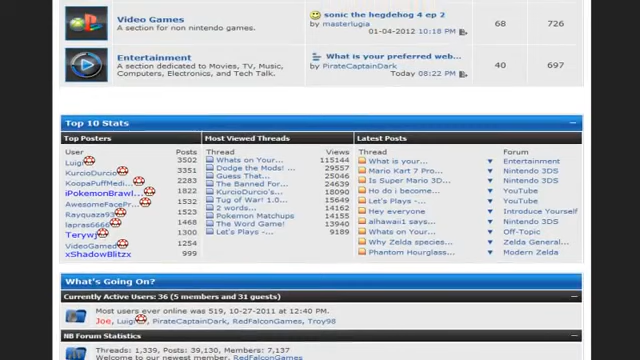 Video Games
A section for non nintendo games.
sonic the hegdehog 4 ep 2
by masterlugia
01-04-2012 10:18 PM
68
726
Entertainment
A section dedicated to Movies, TV, Music,
Computers, Electronics, and Tech Talk.
What is your preferred web...
by PirateCaptainDark
Today 08:22 PM
40
697
Top 10 Stats
Top Posters Most Viewed Threads Latest Posts
User Posts Thread Views Thread Forum
Luigi 3502 Whats on Your... 115144 What is your... Entertainment
KurcioDurcio 3351 Dodge the Mods! ... 29557 Mario Kart 7 Pro... Nintendo 3DS
KoopaPuffMedi... 2283 Guess That... 25046 Is Super Mario 3D... Nintendo 3DS
iPokemonBrawl... 1822 The Banned For... 24639 Ho do i become... YouTube
AwesomeFacePr... 1532 KurcioDurcio's... 24090 Let's Plays -... YouTube
Rayquaza93 1523 Tug of War! 1.0... 19249 Hey everyone Introduce Yourself
lapras6666 1468 2 words... 16238 alhawaii1 says... Nintendo 3DS
Terywj 1300 Pokemon Matchups 14155 Whats on Your... Off-Topic
VideoGamed 1254 The Word Game! 13940 Why Zelda species... Zelda General...
xShadowBlitzx 999 Let's Plays -... 9189 Phantom Hourglass... Modern Zelda
What's Going On?
Currently Active Users: 36 (5 members and 31 guests)
Most users ever online was 519, 10-27-2011 at 12:40 PM.
Joe, Luigi, PirateCaptainDark, RedFalconGames, Troy98
NB Forum Statistics
Threads: 1,339, Posts: 39,130, Members: 7,137
Welcome to our newest member, RedFalconGames